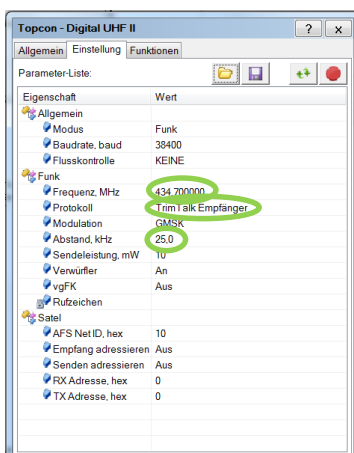 Topcon - Digital UHF II ? x
Allgemein Einstellung Funktionen
Parameter-Liste:
Eigenschaft Wert
Allgemein
Modus Funk
Baudrate, baud 38400
Flusskontrolle KEINE
Funk
Frequenz, MHz 434.700000
Protokoll TrimTalk Empfänger
Modulation GMSK
Abstand, kHz 25,0
Sendeleistung, mW 10
Verwürfler An
vgFK Aus
Rufzeichen
Satel
AFS Net ID, hex 10
Empfang adressieren Aus
Senden adressieren Aus
RX Adresse, hex 0
TX Adresse, hex 0